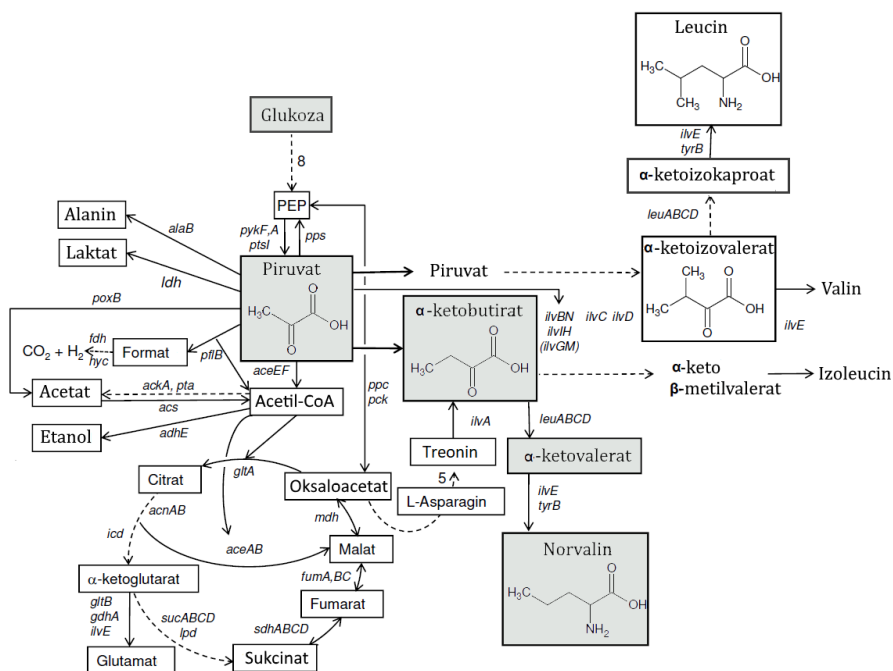 Leucin
H₃C
O
OH
CH₃
NH₂
Glukoza
ilvE
tyrB
8
α-ketoizokaproat
PEP
Alanin
alaB
pykF,A
ptsI
pps
leuABCD
Laktat
ldh
Piruvat
Piruvat
α-ketoizovalerat
H₃C
O
OH
O
CH₃
H₃C
O
OH
O
Valin
ilvE
poxB
α-ketobutirat
H₃C
O
OH
O
ilvBN
ilvIH
(ilvGM)
ilvC
ilvD
CO₂ + H₂
fdh
hyc
Format
pflB
aceEF
α-keto
β-metilvalerat
Izoleucin
Acetat
ackA, pta
acs
Acetil-CoA
ppc
pck
ilvA
leuABCD
Etanol
adhE
Treonin
α-ketovalerat
gltA
Citrat
Oksaloacetat
5
L-Asparagin
ilvE
tyrB
acnAB
icd
mdh
aceAB
Malat
Norvalin
H₃C
O
OH
NH₂
α-ketoglutarat
fumA,BC
gltB
gdhA
ilvE
sucABCD
lpd
Fumarat
sdhABCD
Glutamat
Sukcinat